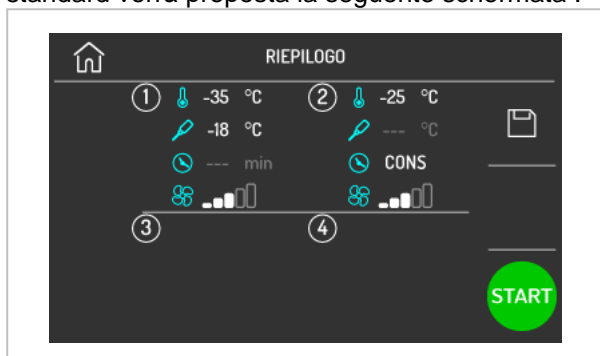 standard verrà proposta la seguente schermata :
RIEPILOGO
1 -35 °C 2 -25 °C
-18 °C --- °C
--- min CONS
3 4
START